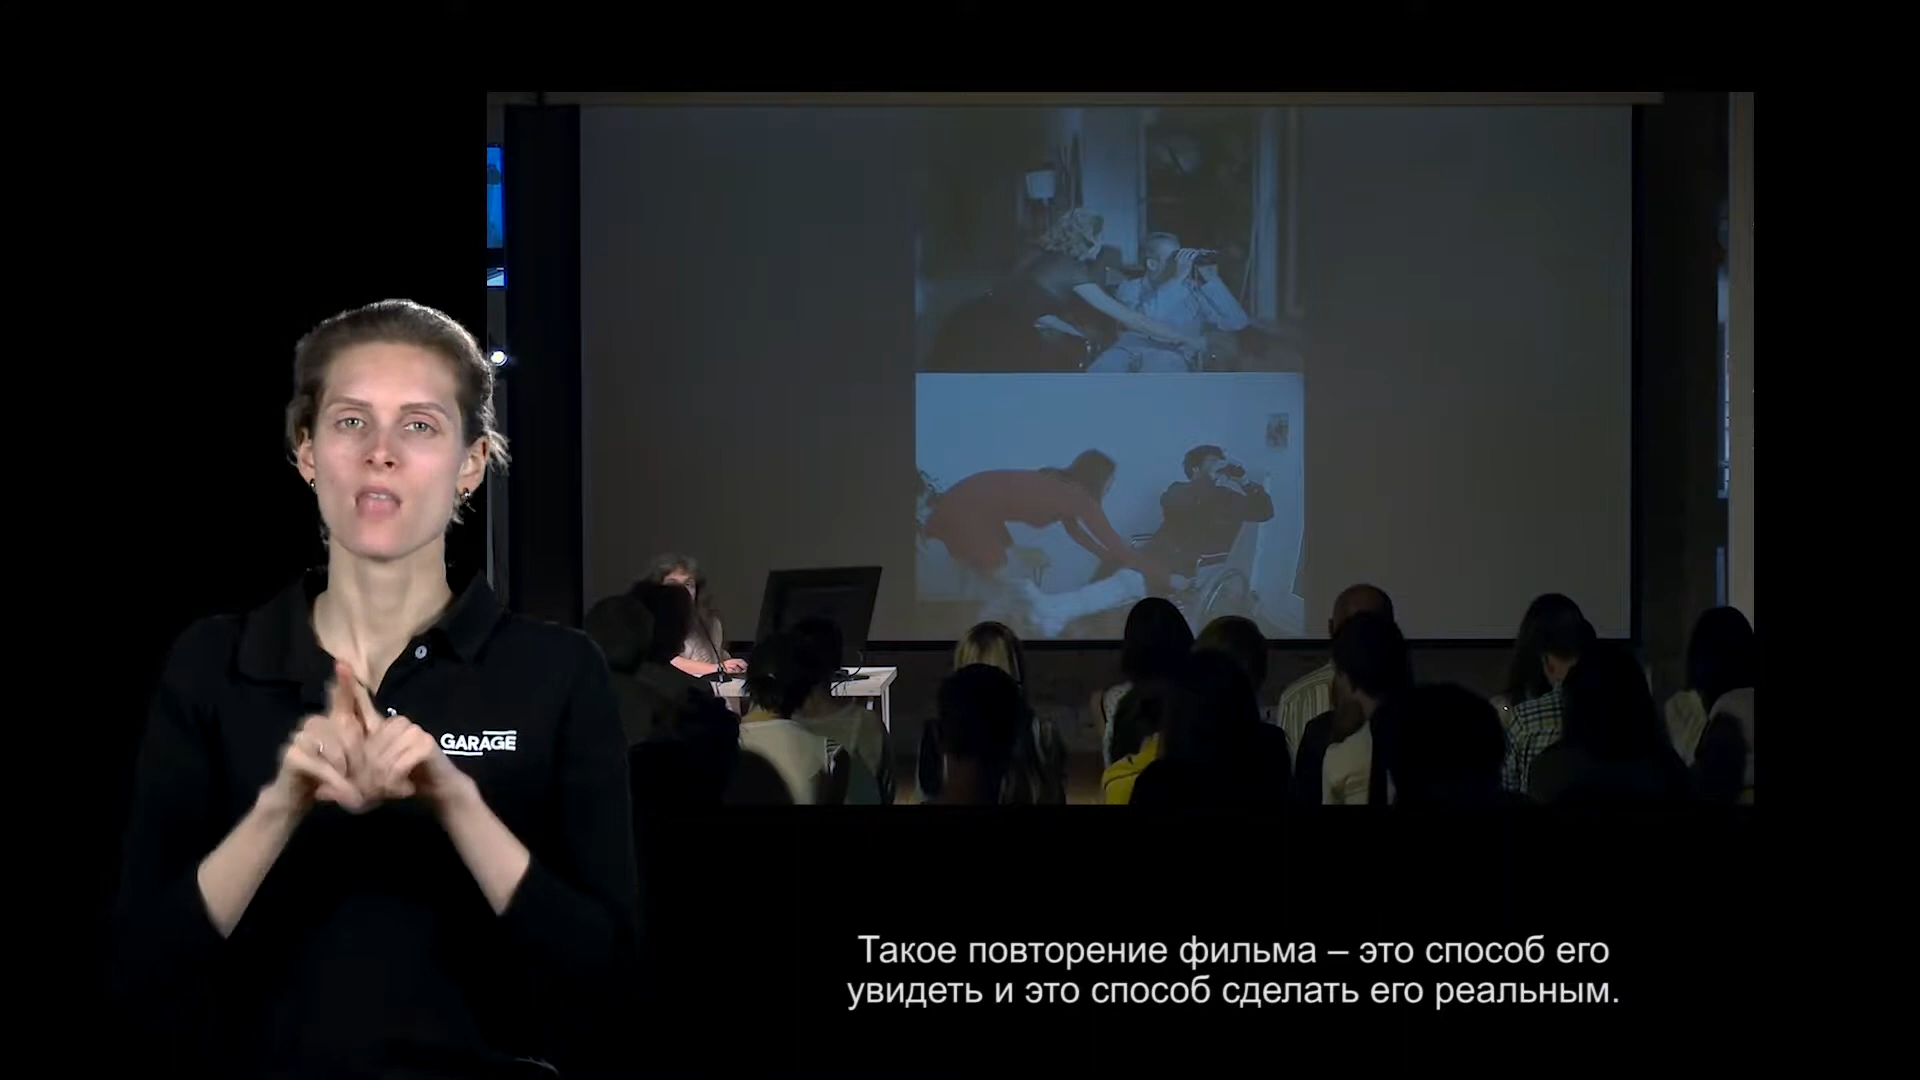 GARAGE
Такое повторение фильма – это способ его
увидеть и это способ сделать его реальным.